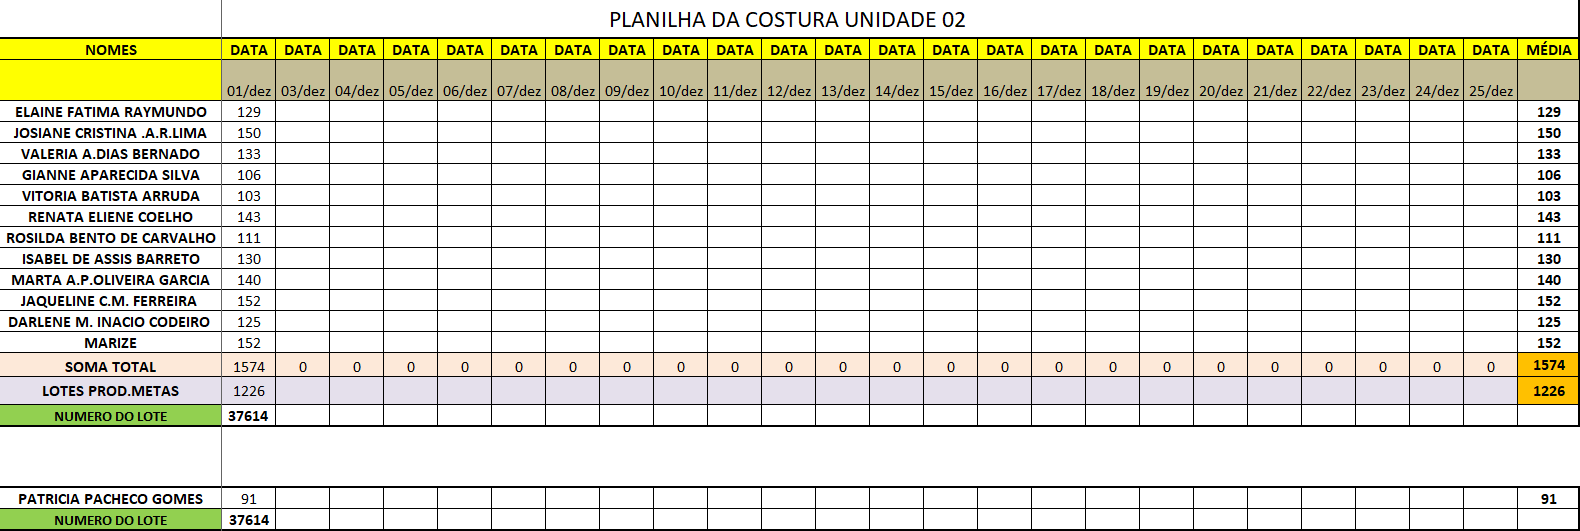 PLANILHA DA COSTURA UNIDADE 02
NOMES DATA DATA DATA DATA DATA DATA DATA DATA DATA DATA DATA DATA DATA DATA DATA DATA DATA DATA DATA DATA DATA DATA DATA DATA MÉDIA
01/dez 03/dez 04/dez 05/dez 06/dez 07/dez 08/dez 09/dez 10/dez 11/dez 12/dez 13/dez 14/dez 15/dez 16/dez 17/dez 18/dez 19/dez 20/dez 21/dez 22/dez 23/dez 24/dez 25/dez
ELAINE FATIMA RAYMUNDO 129 129
JOSIANE CRISTINA .A.R.LIMA 150 150
VALERIA A.DIAS BERNADO 133 133
GIANNE APARECIDA SILVA 106 106
VITORIA BATISTA ARRUDA 103 103
RENATA ELIENE COELHO 143 143
ROSILDA BENTO DE CARVALHO 111 111
ISABEL DE ASSIS BARRETO 130 130
MARTA A.P.OLIVEIRA GARCIA 140 140
JAQUELINE C.M. FERREIRA 152 152
DARLENE M. INACIO CODEIRO 125 125
MARIZE 152 152
SOMA TOTAL 1574 0 0 0 0 0 0 0 0 0 0 0 0 0 0 0 0 0 0 0 0 0 0 0 1574
LOTES PROD.METAS 1226 1226
NUMERO DO LOTE 37614
PATRICIA PACHECO GOMES 91 91
NUMERO DO LOTE 37614